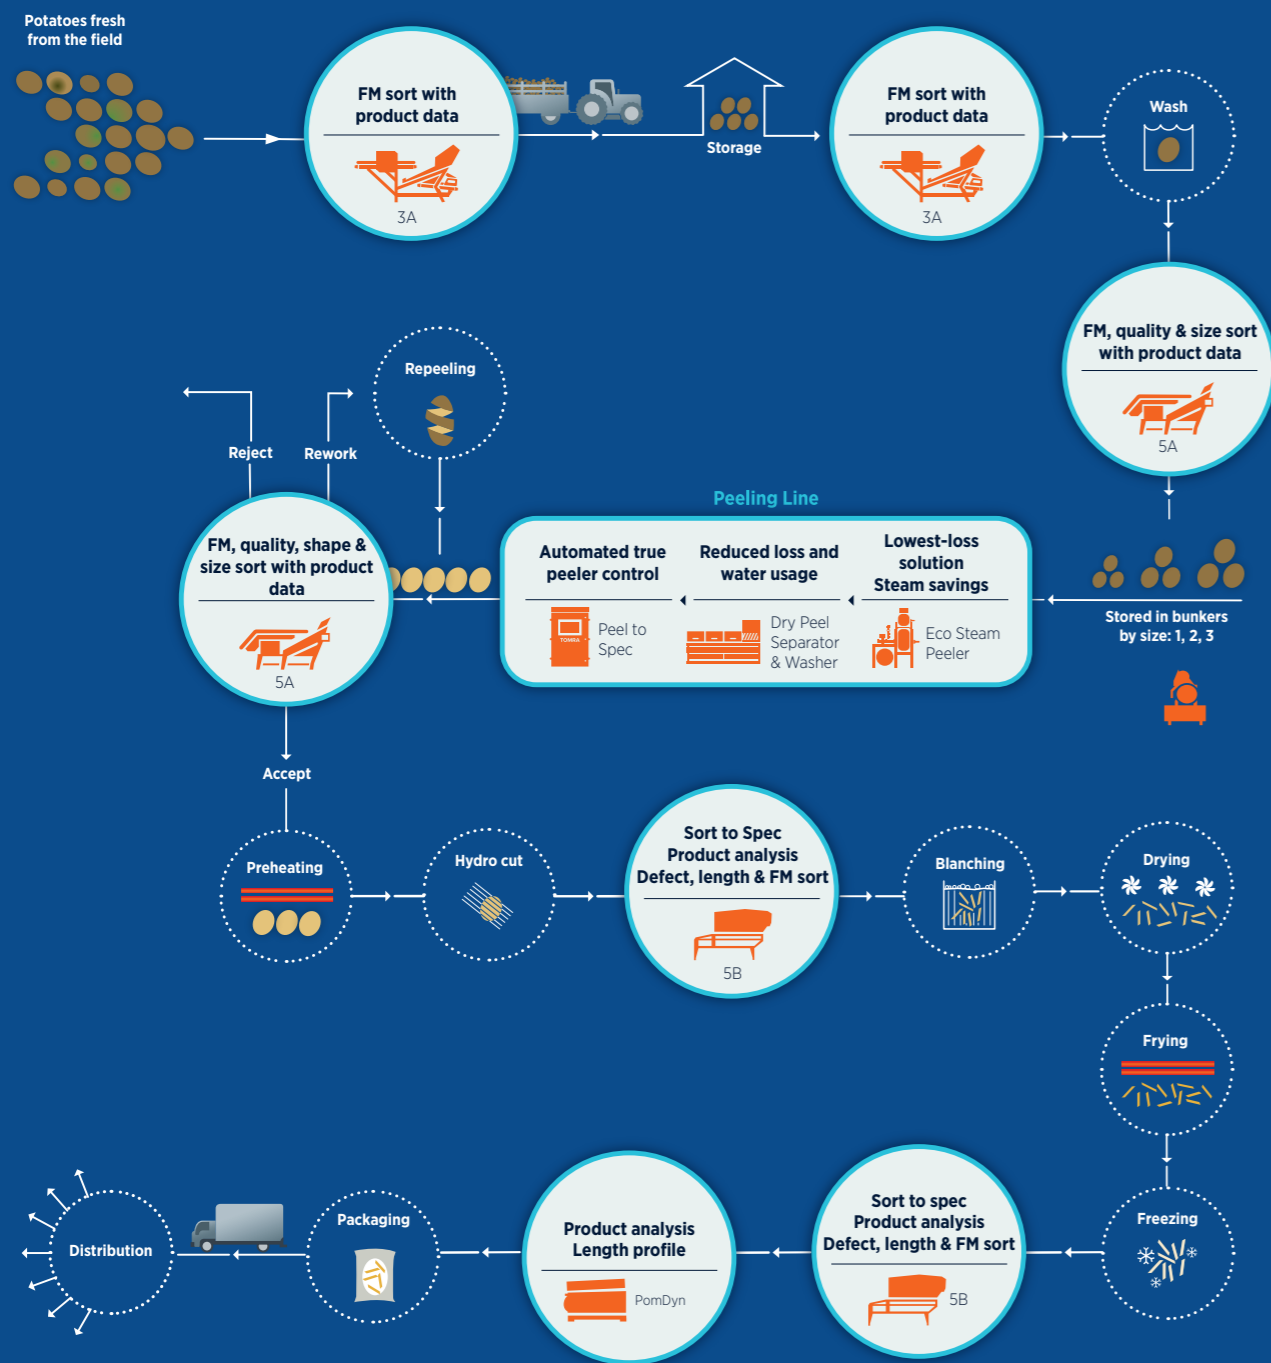 Potatoes fresh
from the field
FM sort with
product data
3A
Storage
FM sort with
product data
3A
Wash
FM, quality & size sort
with product data
5A
Stored in bunkers
by size: 1, 2, 3
Peeling Line
Lowest-loss
solution
Steam savings
Eco Steam
Peeler
Reduced loss and
water usage
Dry Peel
Separator
& Washer
Automated true
peeler control
TOMRA
Peel to
Spec
Repeeling
Reject
Rework
FM, quality, shape &
size sort with product
data
5A
Accept
Preheating
Hydro cut
Sort to Spec
Product analysis
Defect, length & FM sort
5B
Blanching
Drying
Frying
Freezing
Sort to spec
Product analysis
Defect, length & FM sort
5B
Product analysis
Length profile
PomDyn
Packaging
Distribution